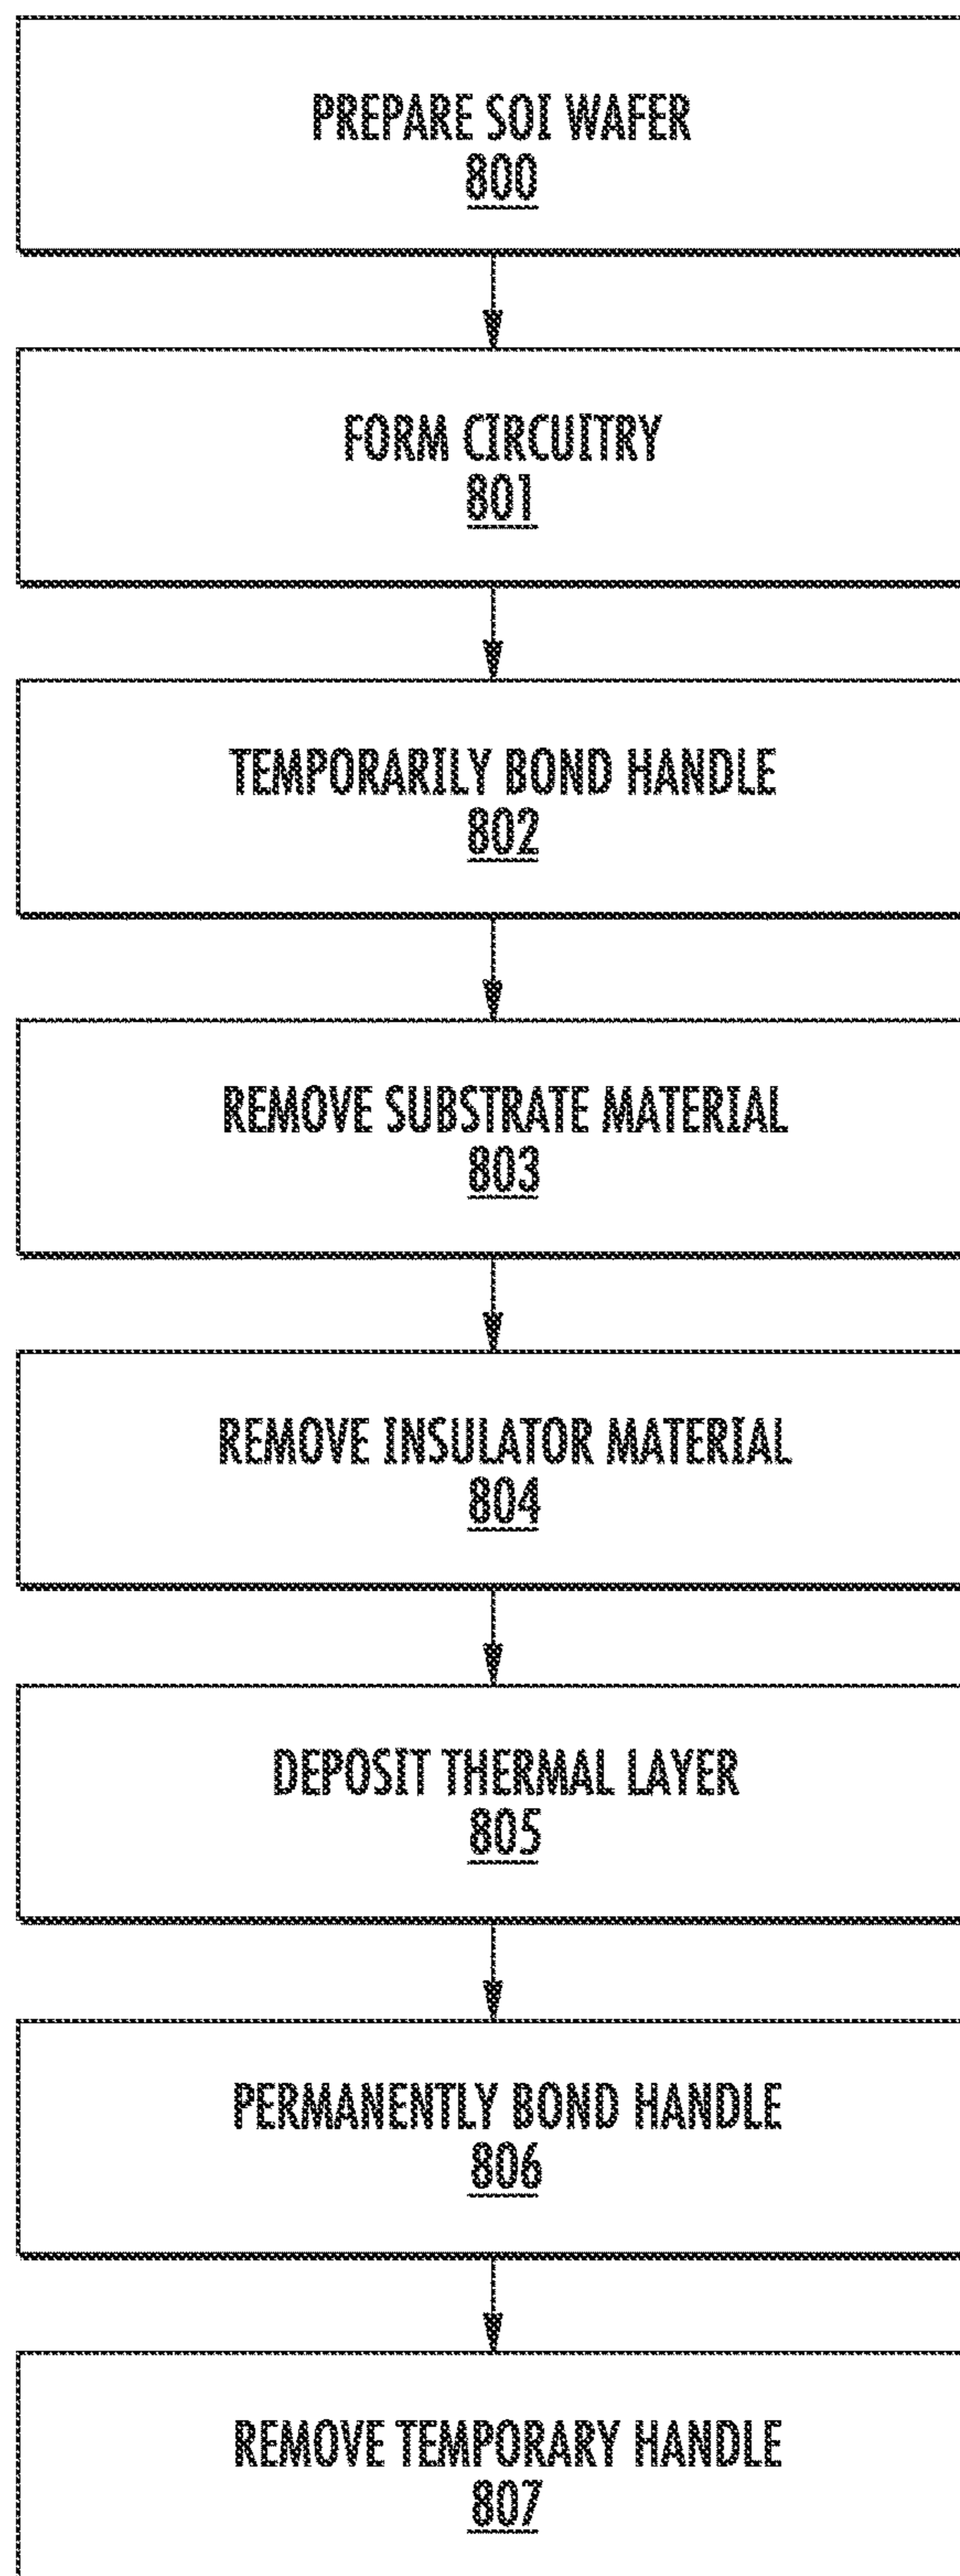 PREPARE SOI WAFER
800
FORM CIRCUITRY
801
TEMPORARILY BOND HANDLE
802
REMOVE SUBSTRATE MATERIAL
803
REMOVE INSULATOR MATERIAL
804
DEPOSIT THERMAL LAYER
805
PERMANENTLY BOND HANDLE
806
REMOVE TEMPORARY HANDLE
807